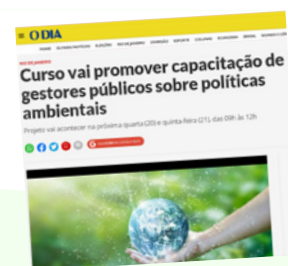 O DIA
RIO DE JANEIRO
Curso vai promover capacitação de
gestores públicos sobre políticas
ambientais
Projeto vai acontecer na próxima quarta (20) e quinta-feira (21), das 09h às 12h